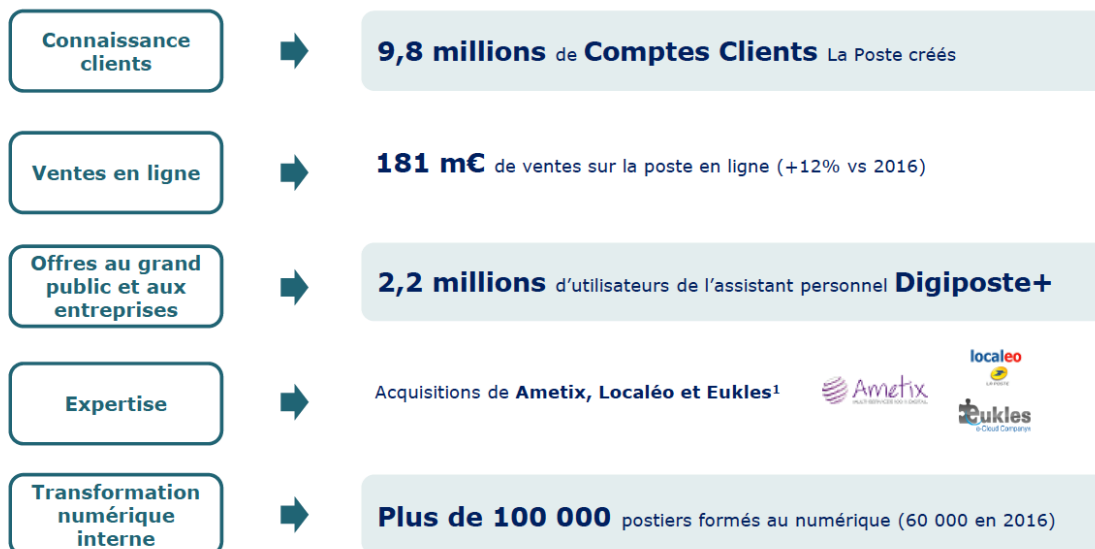 Connaissance
clients
9,8 millions de Comptes Clients La Poste créés
Ventes en ligne
181 m€ de ventes sur la poste en ligne (+12% vs 2016)
Offres au grand
public et aux
entreprises
2,2 millions d’utilisateurs de l’assistant personnel Digiposte+
Expertise
Acquisitions de Ametix, Localéo et Eukles¹
Ametix
localeo
LA POSTE
Eukles
e-Cloud Company
Transformation
numérique
interne
Plus de 100 000 postiers formés au numérique (60 000 en 2016)